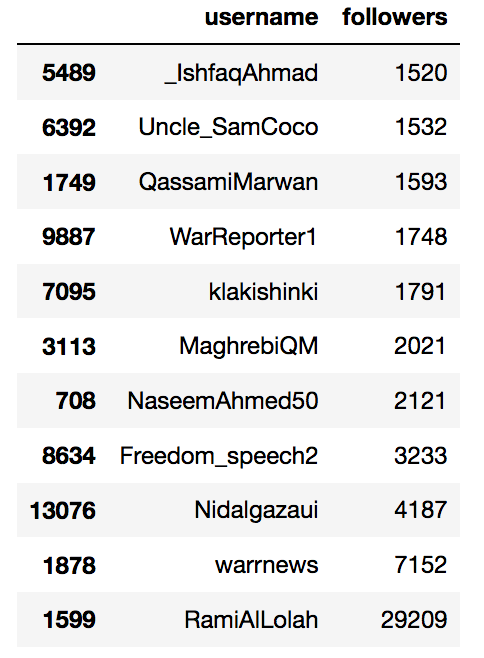 username followers
5489 _IshfaqAhmad 1520
6392 Uncle_SamCoco 1532
1749 QassamiMarwan 1593
9887 WarReporter1 1748
7095 klakishinki 1791
3113 MaghrebiQM 2021
708 NaseemAhmed50 2121
8634 Freedom_speech2 3233
13076 Nidalgazaui 4187
1878 warrnews 7152
1599 RamiAlLolah 29209